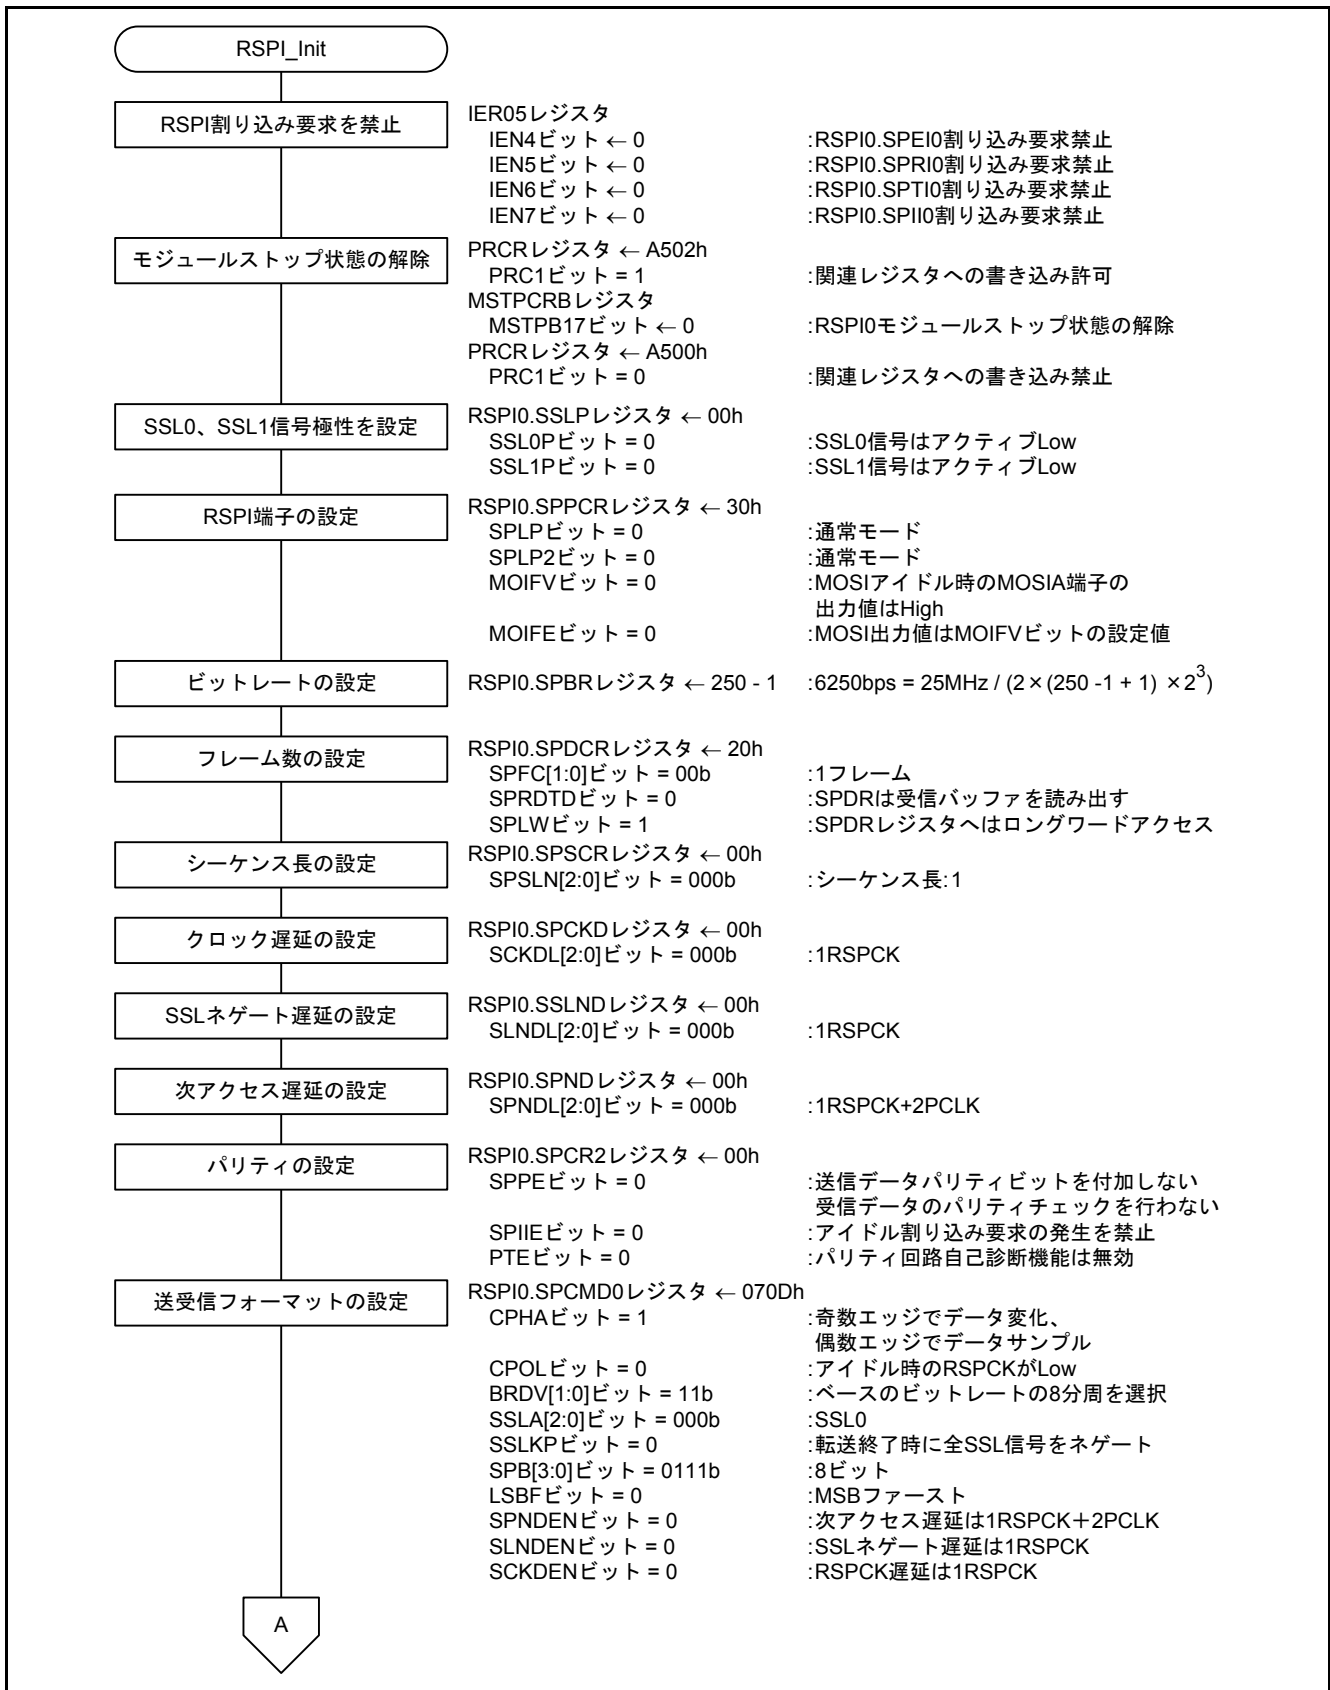 RSPI_Init
RSPI割り込み要求を禁止
IER05レジスタ
IEN4ビット ← 0 :RSPI0.SPEI0割り込み要求禁止
IEN5ビット ← 0 :RSPI0.SPRI0割り込み要求禁止
IEN6ビット ← 0 :RSPI0.SPTI0割り込み要求禁止
IEN7ビット ← 0 :RSPI0.SPII0割り込み要求禁止
モジュールストップ状態の解除
PRCRレジスタ ← A502h
PRC1ビット = 1 :関連レジスタへの書き込み許可
MSTPCRBレジスタ
MSTPB17ビット ← 0 :RSPI0モジュールストップ状態の解除
PRCRレジスタ ← A500h
PRC1ビット = 0 :関連レジスタへの書き込み禁止
SSL0、SSL1信号極性を設定
RSPI0.SSLPレジスタ ← 00h
SSL0Pビット = 0 :SSL0信号はアクティブLow
SSL1Pビット = 0 :SSL1信号はアクティブLow
RSPI端子の設定
RSPI0.SPPCRレジスタ ← 30h
SPLPビット = 0 :通常モード
SPLP2ビット = 0 :通常モード
MOIFVビット = 0 :MOSIアイドル時のMOSIA端子の
出力値はHigh
MOIFEビット = 0 :MOSI出力値はMOIFVビットの設定値
ビットレートの設定
RSPI0.SPBRレジスタ ← 250 - 1 :6250bps = 25MHz / (2×(250 -1 + 1) ×2^3)
フレーム数の設定
RSPI0.SPDCRレジスタ ← 20h
SPFC[1:0]ビット = 00b :1フレーム
SPRDTDビット = 0 :SPDRは受信バッファを読み出す
SPLWビット = 1 :SPDRレジスタへはロングワードアクセス
シーケンス長の設定
RSPI0.SPSCRレジスタ ← 00h
SPSLN[2:0]ビット = 000b :シーケンス長:1
クロック遅延の設定
RSPI0.SPCKDレジスタ ← 00h
SCKDL[2:0]ビット = 000b :1RSPCK
SSLネゲート遅延の設定
RSPI0.SSLNDレジスタ ← 00h
SLNDL[2:0]ビット = 000b :1RSPCK
次アクセス遅延の設定
RSPI0.SPNDレジスタ ← 00h
SPNDL[2:0]ビット = 000b :1RSPCK+2PCLK
パリティの設定
RSPI0.SPCR2レジスタ ← 00h
SPPEビット = 0 :送信データパリティビットを付加しない
受信データのパリティチェックを行わない
SPIIEビット = 0 :アイドル割り込み要求の発生を禁止
PTEビット = 0 :パリティ回路自己診断機能は無効
送受信フォーマットの設定
RSPI0.SPCMD0レジスタ ← 070Dh
CPHAビット = 1 :奇数エッジでデータ変化、
偶数エッジでデータサンプル
CPOLビット = 0 :アイドル時のRSPCKがLow
BRDV[1:0]ビット = 11b :ベースのビットレートの8分周を選択
SSLA[2:0]ビット = 000b :SSL0
SSLKPビット = 0 :転送終了時に全SSL信号をネゲート
SPB[3:0]ビット = 0111b :8ビット
LSBFビット = 0 :MSBファースト
SPNDENビット = 0 :次アクセス遅延は1RSPCK＋2PCLK
SLNDENビット = 0 :SSLネゲート遅延は1RSPCK
SCKDENビット = 0 :RSPCK遅延は1RSPCK
A